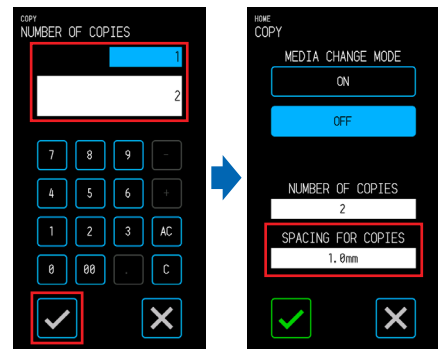 COPY
NUMBER OF COPIES
1
2
7 8 9 -
4 5 6 +
1 2 3 AC
0 00 . C
HOME
COPY
MEDIA CHANGE MODE
ON
OFF
NUMBER OF COPIES
2
SPACING FOR COPIES
1.0mm